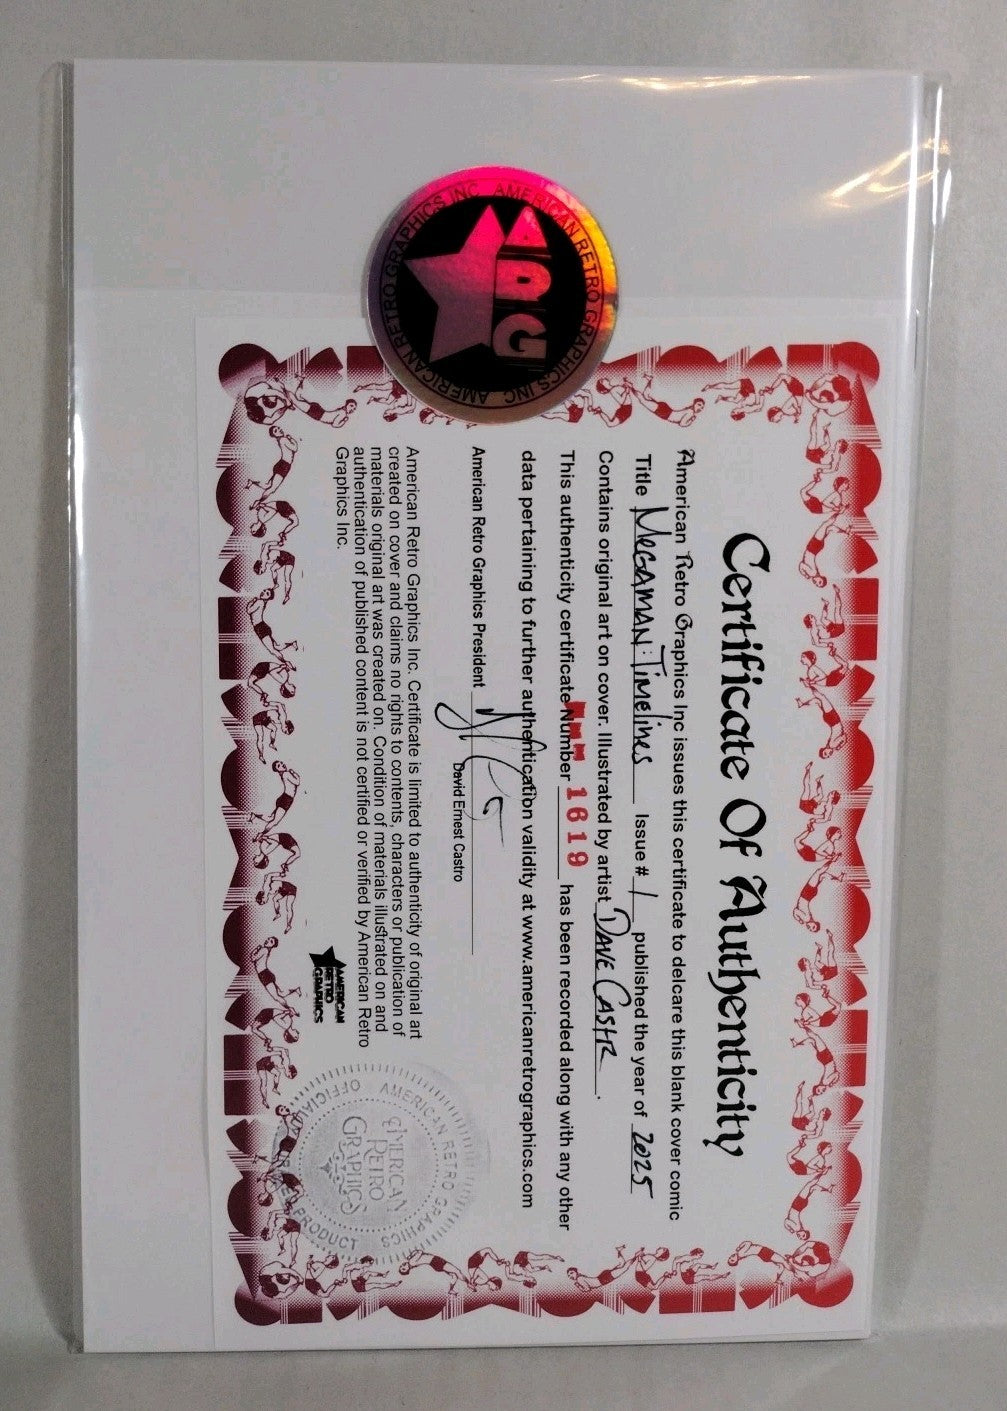 AMERICAN RETRO GRAPHICS INC AMERICAN RETRO GRAPHICS INC
ARG
Certificate Of Authenticity
American Retro Graphics Inc issues this certificate to delcare this blank cover comic
Title Megaman: Timelines Issue # 1 published the year of 2025
Contains original art on cover. Illustrated by artist Dave Castr.
This authenticity certificate Number 1619 has been recorded along with any other
data pertaining to further authentication validity at www.americanretrographics.com
American Retro Graphics President
David Ernest Castro
American Retro Graphics Inc. Certificate is limited to authenticity of original art
created on cover and claims no rights to contents, characters or publication of
materials original art was created on. Condition of materials illustrated on and
authentication of published content is not certified or verified by American Retro
Graphics Inc.
AMERICAN
RETRO
GRAPHICS
AMERICAN RETRO GRAPHICS
OFFICIAL PRODUCT
AMERICAN
RETRO
GRAPHICS